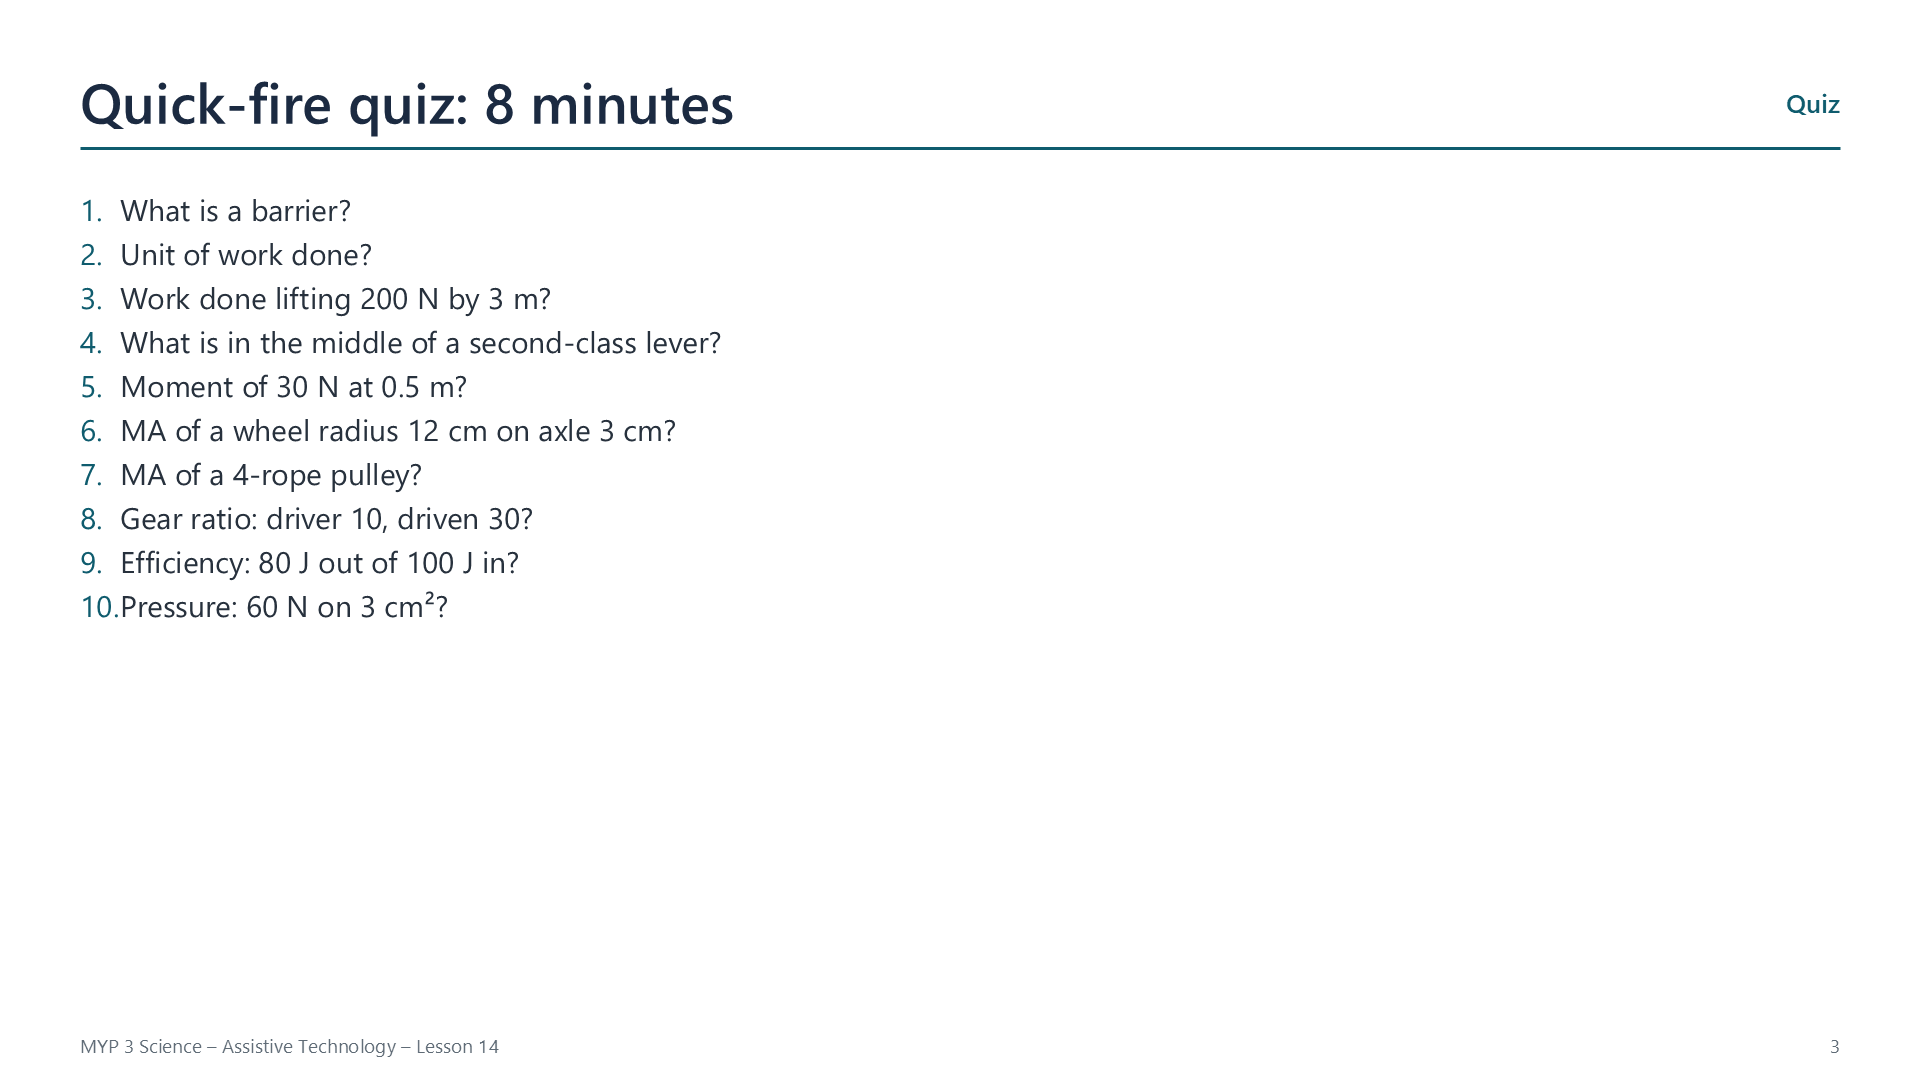 Quick-fire quiz: 8 minutes
Quiz
1. What is a barrier?
2. Unit of work done?
3. Work done lifting 200 N by 3 m?
4. What is in the middle of a second-class lever?
5. Moment of 30 N at 0.5 m?
6. MA of a wheel radius 12 cm on axle 3 cm?
7. MA of a 4-rope pulley?
8. Gear ratio: driver 10, driven 30?
9. Efficiency: 80 J out of 100 J in?
10. Pressure: 60 N on 3 cm²?
MYP 3 Science – Assistive Technology – Lesson 14
3